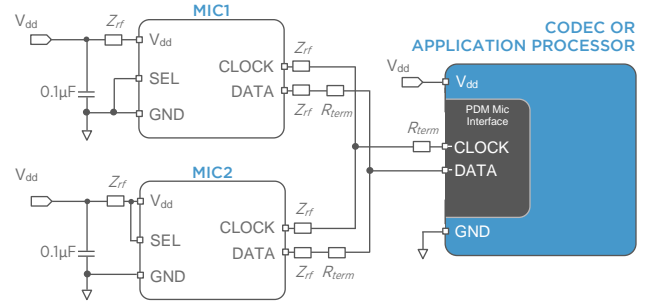 MIC1
CODEC OR
APPLICATION PROCESSOR
Vdd
Zrf
Vdd
SEL
GND
0.1µF
CLOCK
DATA
Zrf
Zrf
Rterm
Vdd
Vdd
PDM Mic
Interface
Rterm
CLOCK
DATA
GND
MIC2
Vdd
Zrf
Vdd
SEL
GND
0.1µF
CLOCK
DATA
Zrf
Zrf
Rterm